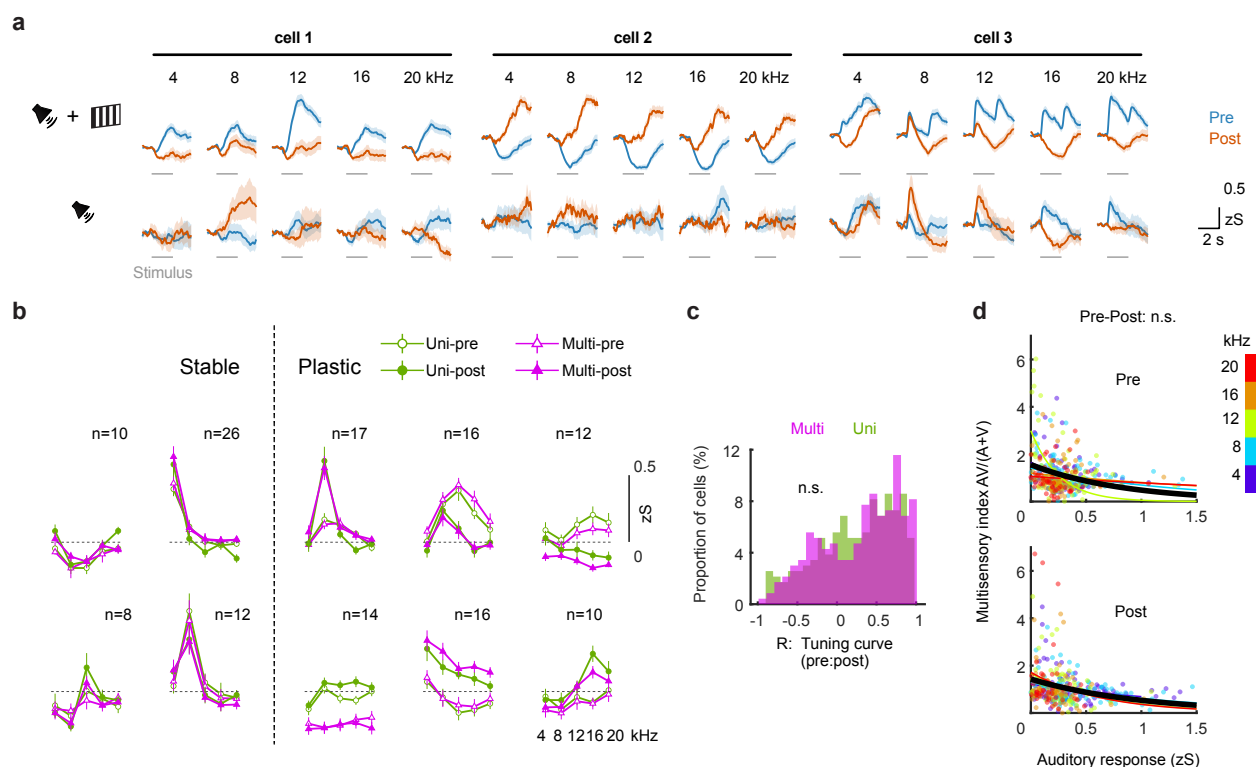 a
cell 1
cell 2
cell 3
4 8 12 16 20 kHz
4 8 12 16 20 kHz
4 8 12 16 20 kHz
+
Pre
Post
0.5
zS
2 s
Stimulus
b
Stable
Plastic
Uni-pre
Multi-pre
Uni-post
Multi-post
n=10
n=26
n=17
n=16
n=12
0.5
zS
0
n=8
n=12
n=14
n=16
n=10
4 8 12 16 20 kHz
c
Multi Uni
n.s.
Proportion of cells (%)
12
8
4
0
-1 -0.5 0 0.5 1
R: Tuning curve
(pre:post)
d
Pre-Post: n.s.
kHz
20
16
12
8
4
Pre
6
4
2
0
0 0.5 1 1.5
Multisensory index AV/(A+V)
Post
6
4
2
0
0 0.5 1 1.5
Auditory response (zS)